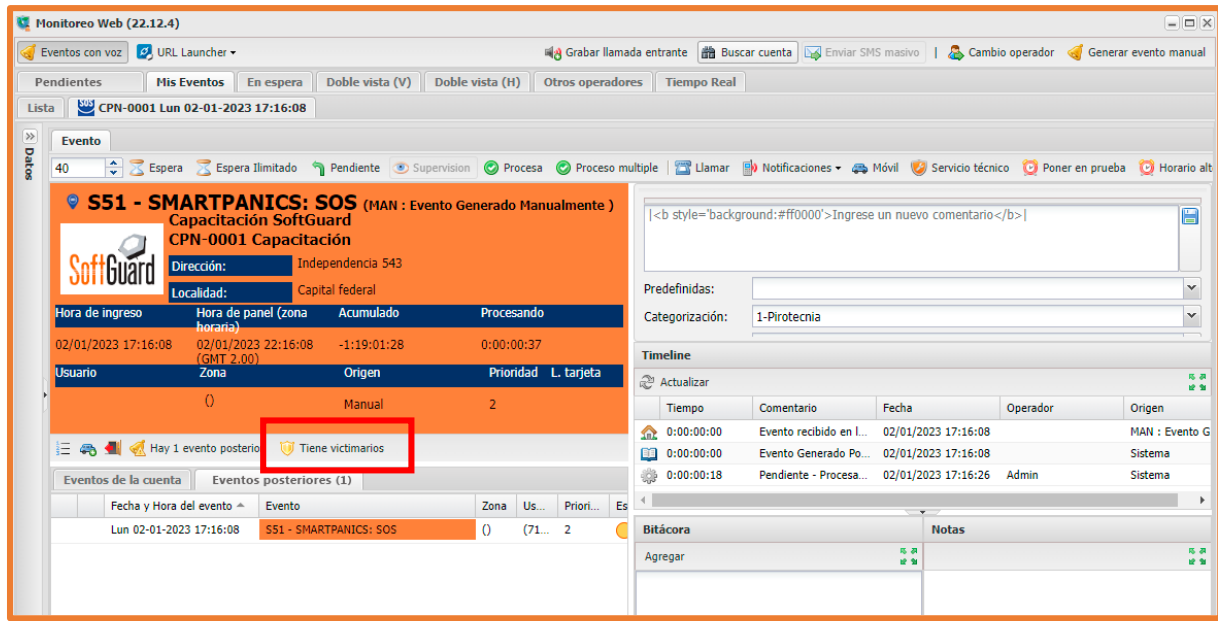 Monitoreo Web (22.12.4)
Eventos con voz URL Launcher Grabar llamada entrante Buscar cuenta Enviar SMS masivo | Cambio operador Generar evento manual
Pendientes Mis Eventos En espera Doble vista (V) Doble vista (H) Otros operadores Tiempo Real
Lista SOS CPN-0001 Lun 02-01-2023 17:16:08
Datos
Evento
40 Espera Espera Ilimitado Pendiente Supervision Procesa Proceso multiple Llamar Notificaciones Móvil Servicio técnico Poner en prueba Horario alt
S51 - SMARTPANICS: SOS (MAN : Evento Generado Manualmente )
Capacitación SoftGuard
CPN-0001 Capacitación
SoftGuard
Dirección: Independencia 543
Localidad: Capital federal
Hora de ingreso Hora de panel (zona horaria) Acumulado Procesando
02/01/2023 17:16:08 02/01/2023 22:16:08 (GMT 2.00) -1:19:01:28 0:00:00:37
Usuario Zona Origen Prioridad L. tarjeta
() Manual 2
Hay 1 evento posterio Tiene victimarios
Eventos de la cuenta Eventos posteriores (1)
Fecha y Hora del evento Evento Zona Us... Priori... Es
Lun 02-01-2023 17:16:08 S51 - SMARTPANICS: SOS () (71... 2
|<b style='background:#ff0000'>Ingrese un nuevo comentario</b>|
Predefinidas:
Categorización: 1-Pirotecnia
Timeline
Actualizar
Tiempo Comentario Fecha Operador Origen
0:00:00:00 Evento recibido en l... 02/01/2023 17:16:08 MAN : Evento G
0:00:00:00 Evento Generado Po... 02/01/2023 17:16:08 Sistema
0:00:00:18 Pendiente - Procesa... 02/01/2023 17:16:26 Admin Sistema
Bitácora Notas
Agregar